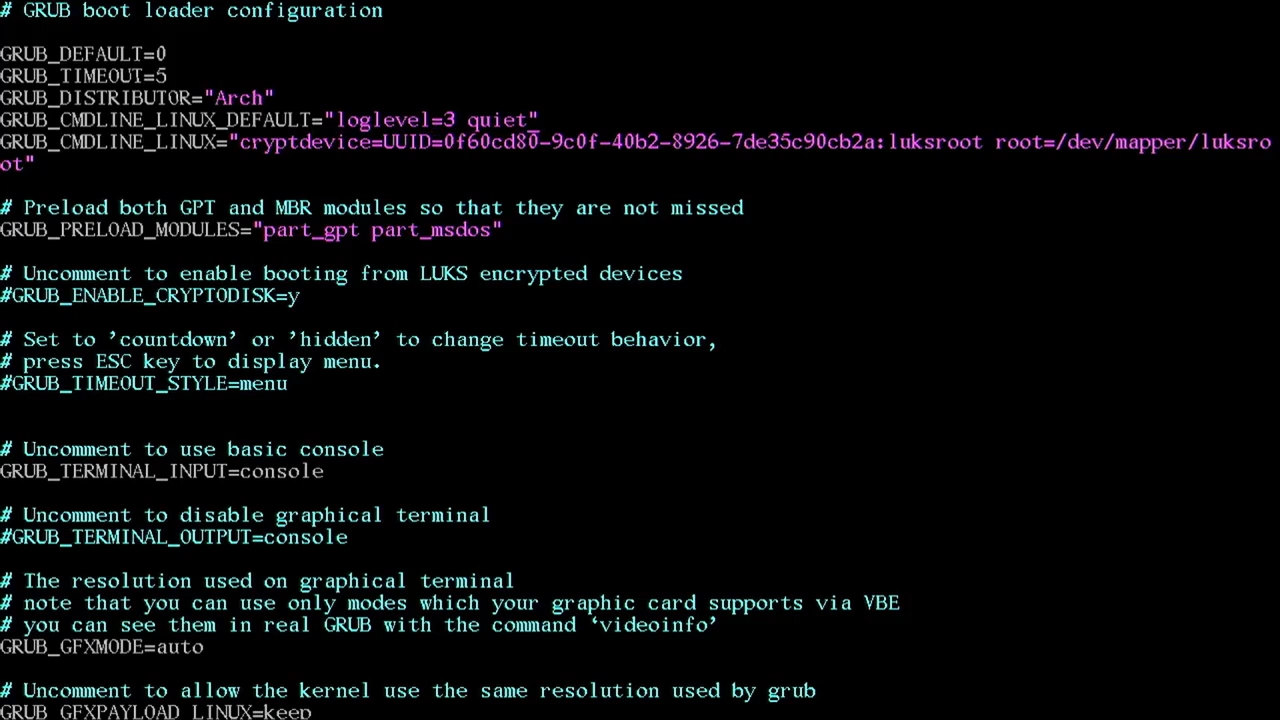 # GRUB boot loader configuration
GRUB_DEFAULT=0
GRUB_TIMEOUT=5
GRUB_DISTRIBUTOR="Arch"
GRUB_CMDLINE_LINUX_DEFAULT="loglevel=3 quiet"
GRUB_CMDLINE_LINUX="cryptdevice=UUID=0f60cd80-9c0f-40b2-8926-7de35c90cb2a:luksroot root=/dev/mapper/luksro
ot"
# Preload both GPT and MBR modules so that they are not missed
GRUB_PRELOAD_MODULES="part_gpt part_msdos"
# Uncomment to enable booting from LUKS encrypted devices
#GRUB_ENABLE_CRYPTODISK=y
# Set to 'countdown' or 'hidden' to change timeout behavior,
# press ESC key to display menu.
#GRUB_TIMEOUT_STYLE=menu
# Uncomment to use basic console
GRUB_TERMINAL_INPUT=console
# Uncomment to disable graphical terminal
#GRUB_TERMINAL_OUTPUT=console
# The resolution used on graphical terminal
# note that you can use only modes which your graphic card supports via VBE
# you can see them in real GRUB with the command `videoinfo'
GRUB_GFXMODE=auto
# Uncomment to allow the kernel use the same resolution used by grub
GRUB_GFXPAYLOAD_LINUX=keep